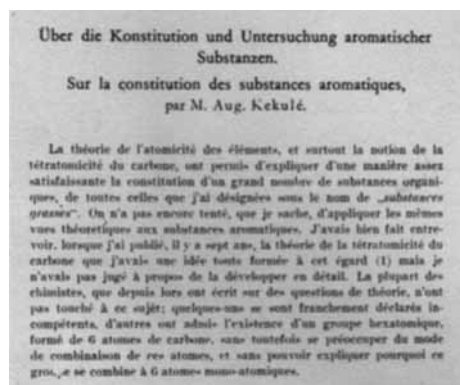 Über die Konstitution und Untersuchung aromatischer
Substanzen.
Sur la constitution des substances aromatiques,
par M. Aug. Kekulé.
La théorie de l'atomicité des éléments, et surtout la notion de la
tétratomicité du carbone, ont permis d'expliquer d'une manière assez
satisfaisante la constitution d'un grand nombre de substances organi-
ques, de toutes celles que j'ai désignées sous le nom de „substances
grasses“. On n'a pas encore tenté, que je sache, d'appliquer les mêmes
vues théoretiques aux substances aromatiques. J'avais bien fait entre-
voir, lorsque j'ai publié, il y a sept ans, la théorie de la tétratomicité du
carbone que j'avais une idée toute formée à cet égard (1) mais je
n'avais pas jugé à propos de la développer en détail. La plupart des
chimistes, que depuis lors ont écrit sur des questions de théorie, n'ont
pas touché à ce sujet; quelques-uns se sont franchement déclarés in-
compétents, d'autres ont admis l'existence d'un groupe hexatomique,
formé de 6 atomes de carbone, sans toutefois se préoccuper du mode
de combinaison de ces atomes, et sans pouvoir expliquer pourquoi ce
groupe se combine à 6 atomes mono-atomiques.